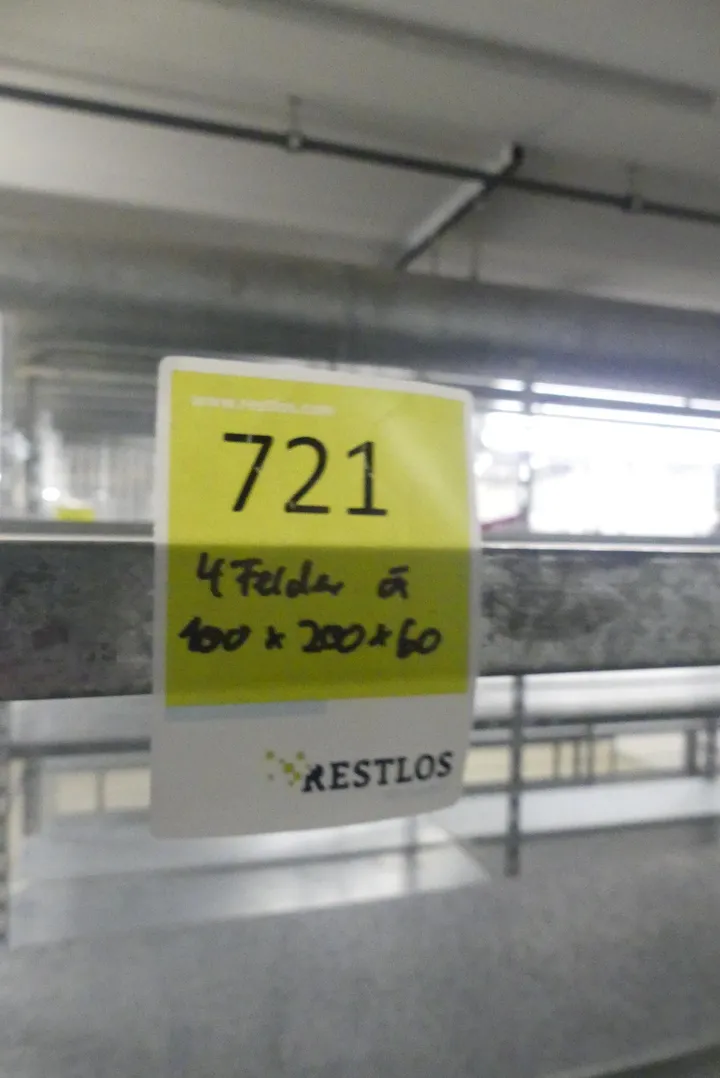 www.restlos.com
721
4 Felder á
100 x 200 x 60
RESTLOS